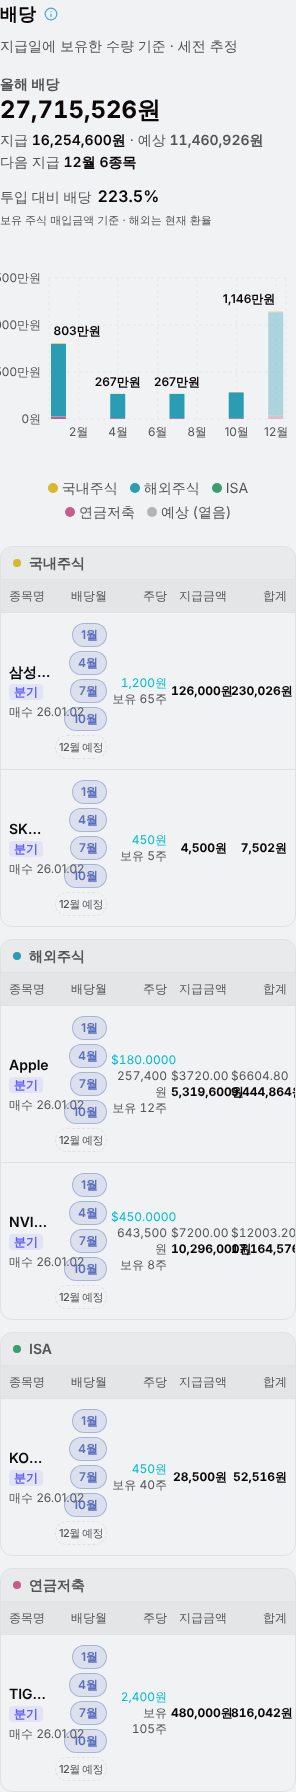 배당
지급일에 보유한 수량 기준 · 세전 추정
올해 배당
27,715,526원
지급 16,254,600원 · 예상 11,460,926원
다음 지급 12월 6종목
투입 대비 배당 223.5%
보유 주식 매입금액 기준 · 해외는 현재 환율
500만원
000만원
500만원
0원
803만원
267만원
267만원
1,146만원
2월 4월 6월 8월 10월 12월
국내주식 해외주식 ISA
연금저축 예상 (옅음)
국내주식
종목명 배당월 주당 지급금액 합계
삼성...
분기
매수 26.01.02
1월
4월
7월
10월
12월 예정
1,200원
보유 65주
126,000원
230,026원
SK...
분기
매수 26.01.02
1월
4월
7월
10월
12월 예정
450원
보유 5주
4,500원
7,502원
해외주식
종목명 배당월 주당 지급금액 합계
Apple
분기
매수 26.01.02
1월
4월
7월
10월
12월 예정
$180.0000
257,400
원
보유 12주
$3720.00
5,319,600원
$6604.80
9,444,864
NVI...
분기
매수 26.01.02
1월
4월
7월
10월
12월 예정
$450.0000
643,500
원
보유 8주
$7200.00
10,296,000원
$12003.20
17,164,576
ISA
종목명 배당월 주당 지급금액 합계
KO...
분기
매수 26.01.02
1월
4월
7월
10월
12월 예정
450원
보유 40주
28,500원
52,516원
연금저축
종목명 배당월 주당 지급금액 합계
TIG...
분기
매수 26.01.02
1월
4월
7월
10월
12월 예정
2,400원
보유
105주
480,000원
816,042원